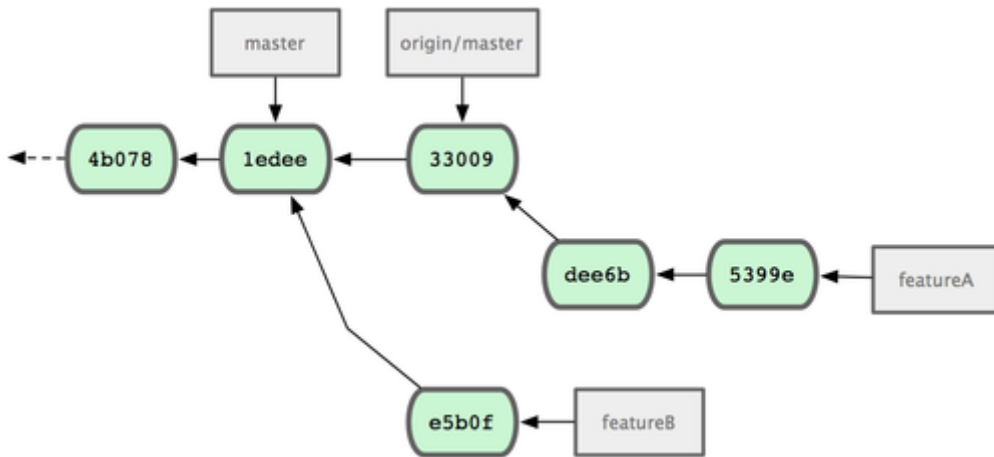 master
origin/master
4b078
1edee
33009
dee6b
5399e
featureA
e5b0f
featureB